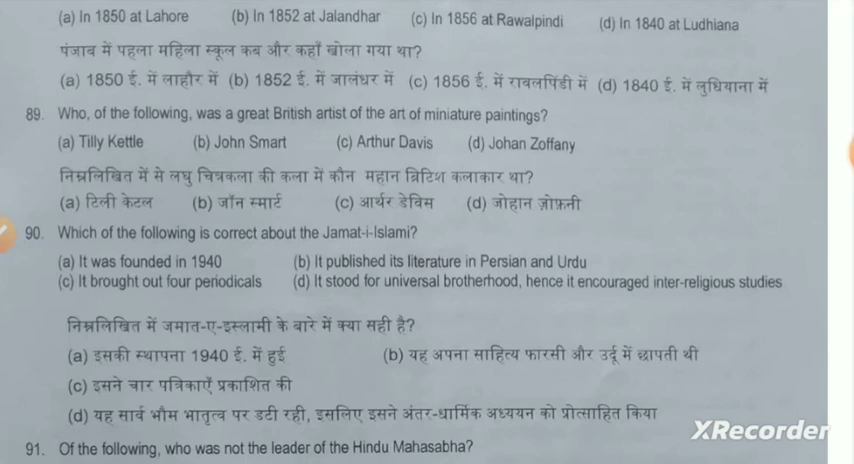 (a) In 1850 at Lahore (b) In 1852 at Jalandhar (c) In 1856 at Rawalpindi (d) In 1840 at Ludhiana
पंजाब में पहला महिला स्कूल कब और कहाँ खोला गया था?
(a) 1850 ई. में लाहौर में (b) 1852 ई. में जालंधर में (c) 1856 ई. में रावलपिंडी में (d) 1840 ई. में लुधियाना में
89. Who, of the following, was a great British artist of the art of miniature paintings?
(a) Tilly Kettle (b) John Smart (c) Arthur Davis (d) Johan Zoffany
निम्नलिखित में से लघु चित्रकला की कला में कौन महान ब्रिटिश कलाकार था?
(a) टिली केटल (b) जॉन स्मार्ट (c) आर्थर डेविस (d) जोहान ज़ोफ़नी
90. Which of the following is correct about the Jamat-i-Islami?
(a) It was founded in 1940 (b) It published its literature in Persian and Urdu
(c) It brought out four periodicals (d) It stood for universal brotherhood, hence it encouraged inter-religious studies
निम्नलिखित में जमात-ए-इस्लामी के बारे में क्या सही है?
(a) इसकी स्थापना 1940 ई. में हुई (b) यह अपना साहित्य फारसी और उर्दू में छापती थी
(c) इसने चार पत्रिकाएँ प्रकाशित की
(d) यह सार्व भौम भातृत्व पर डटी रही, इसलिए इसने अंतर-धार्मिक अध्ययन को प्रोत्साहित किया
XRecorder
91. Of the following, who was not the leader of the Hindu Mahasabha?